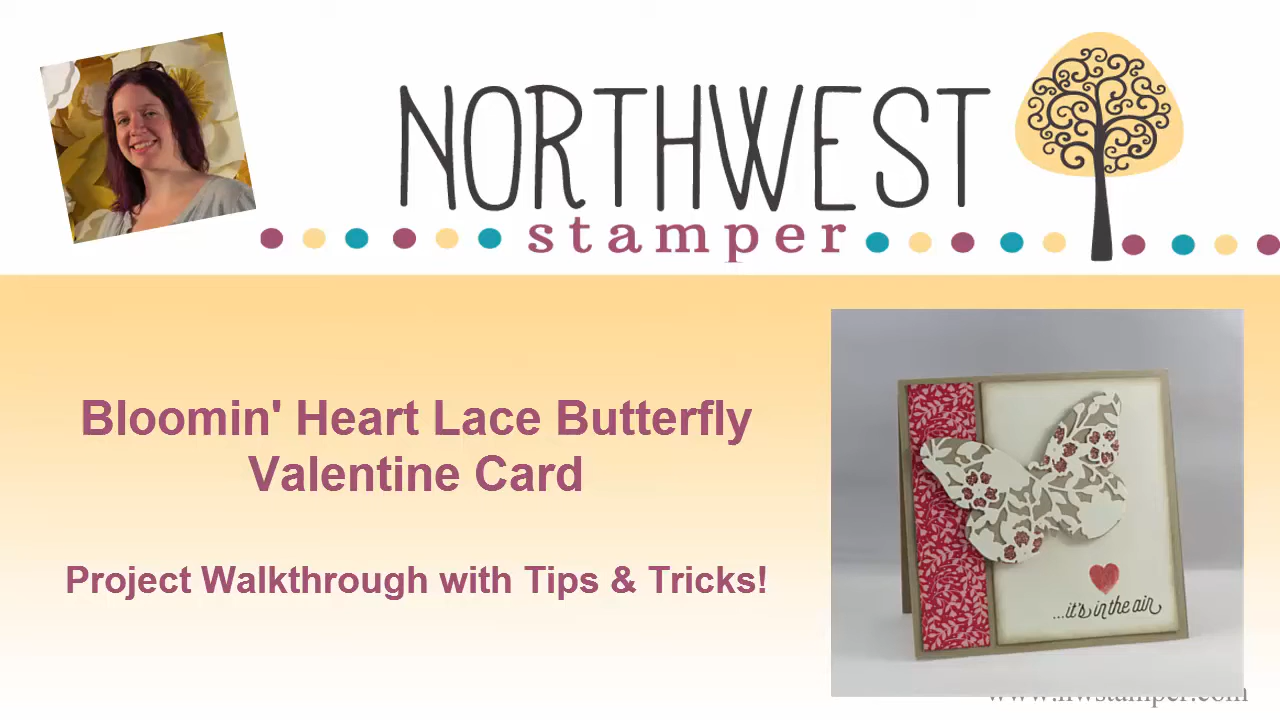 NORTHWEST
stamper
Bloomin' Heart Lace Butterfly
Valentine Card
Project Walkthrough with Tips & Tricks!
...it's in the air
www.nwstamper.com